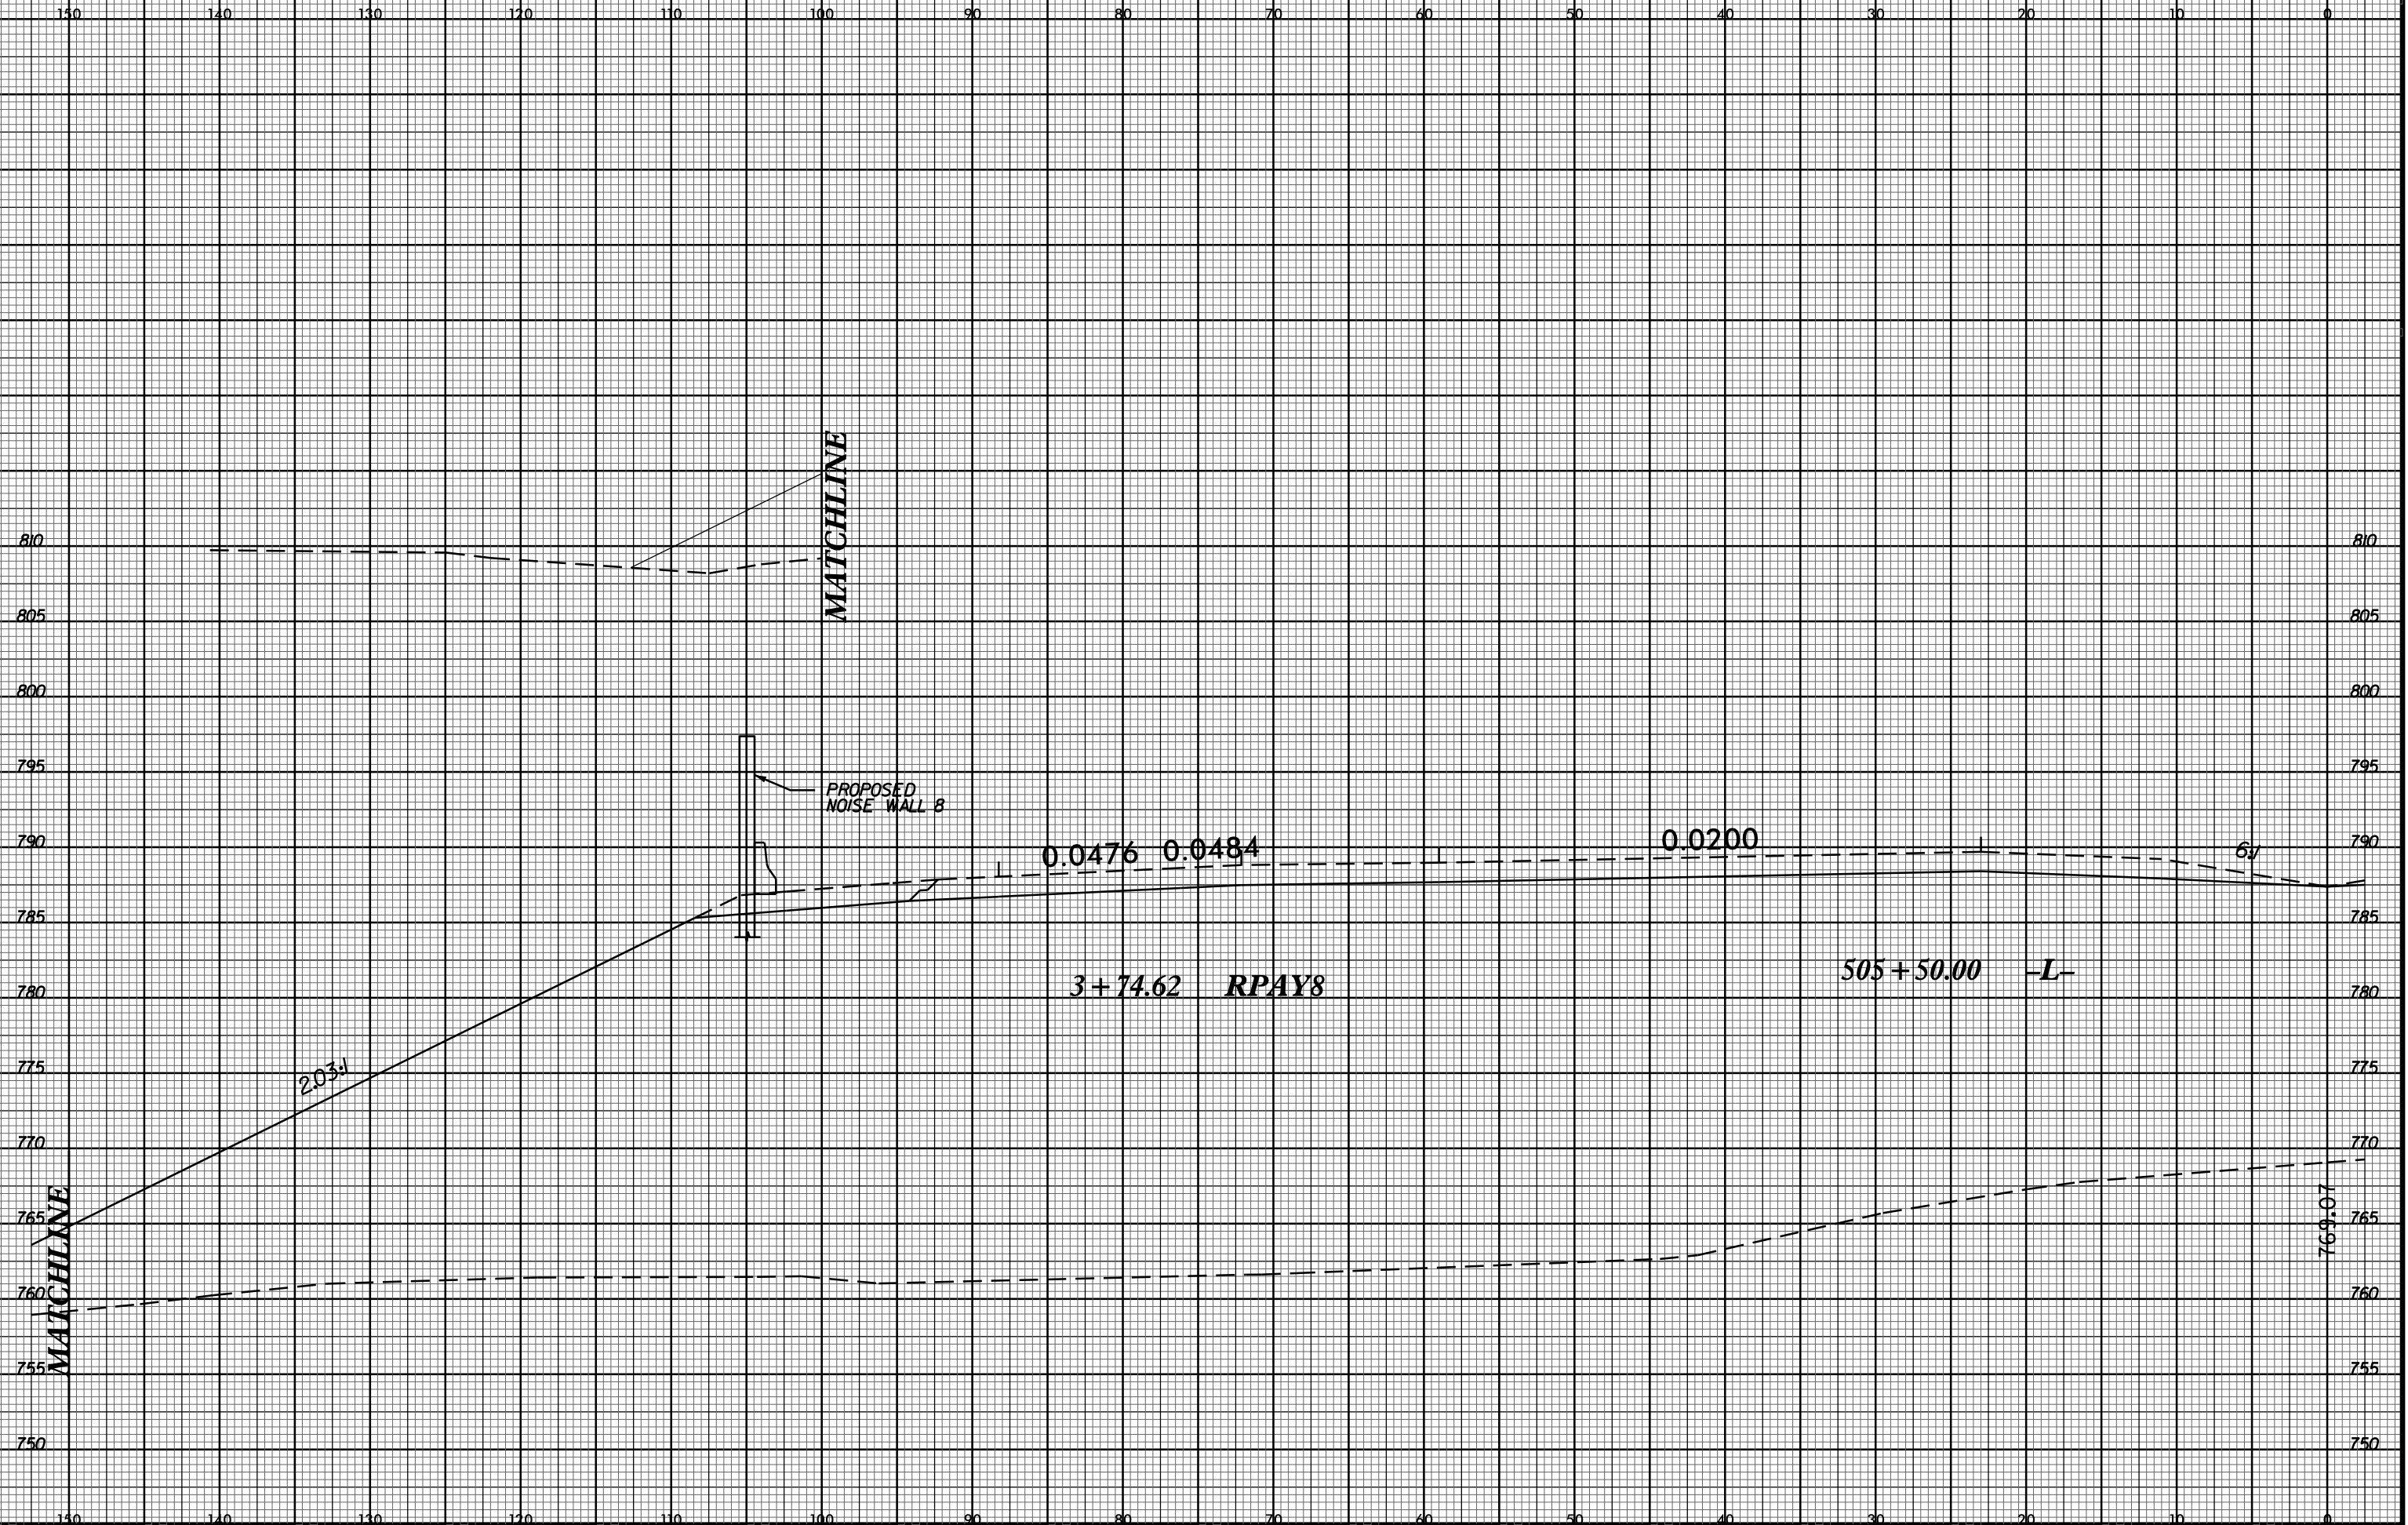 150 140 130 120 110 100 90 80 70 60 50 40 30 20 10 0
MATCHLINE
810 810
805 805
800 800
795 795
PROPOSED
NOISE WALL 8
790 790
0.0476 0.0484 0.0200 6:1
785 785
3+74.62 RPAY8 505+50.00 -L-
780 780
775 775
2.03:1
770 770
MATCHLINE
765 765
769.07
760 760
755 755
750 750
150 140 130 120 110 100 90 80 70 60 50 40 30 20 10 0